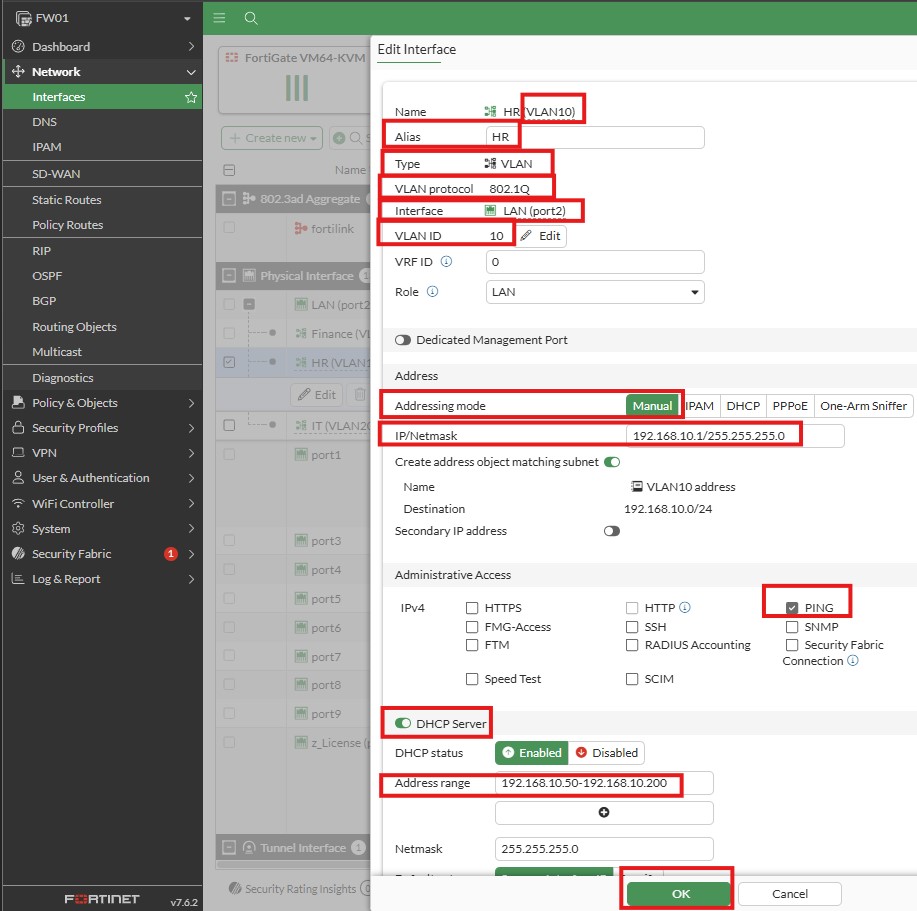 FW01
Dashboard
Network
Interfaces
DNS
IPAM
SD-WAN
Static Routes
Policy Routes
RIP
OSPF
BGP
Routing Objects
Multicast
Diagnostics
Policy & Objects
Security Profiles
VPN
User & Authentication
WiFi Controller
System
Security Fabric 1
Log & Report
FORTINET v7.6.2
FortiGate VM64-KVM
Create new
Name
802.3ad Aggregate
fortilink
Physical Interface
LAN (port2
Finance (VL
HR (VLAN1
Edit
IT (VLAN20
port1
port3
port4
port5
port6
port7
port8
port9
z_License (p
Tunnel Interface 1
Security Rating Insights
Edit Interface
Name HR (VLAN10)
Alias HR
Type VLAN
VLAN protocol 802.1Q
Interface LAN (port2)
VLAN ID 10 Edit
VRF ID 0
Role LAN
Dedicated Management Port
Address
Addressing mode Manual IPAM DHCP PPPoE One-Arm Sniffer
IP/Netmask 192.168.10.1/255.255.255.0
Create address object matching subnet
Name VLAN10 address
Destination 192.168.10.0/24
Secondary IP address
Administrative Access
IPv4 HTTPS HTTP PING
FMG-Access SSH SNMP
FTM RADIUS Accounting Security Fabric
Connection
Speed Test SCIM
DHCP Server
DHCP status Enabled Disabled
Address range 192.168.10.50-192.168.10.200
Netmask 255.255.255.0
OK Cancel